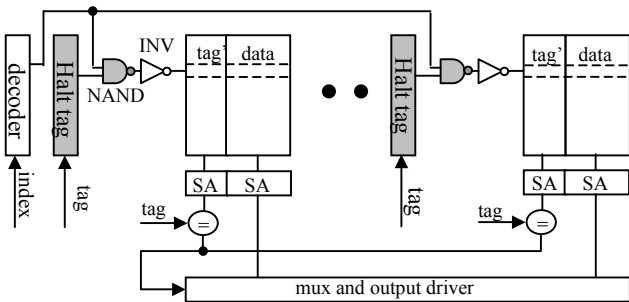 INV
tag’ data
decoder
Halt tag
NAND
index
tag
SA SA
tag
=
Halt tag
tag
tag’ data
SA SA
tag
=
mux and output driver